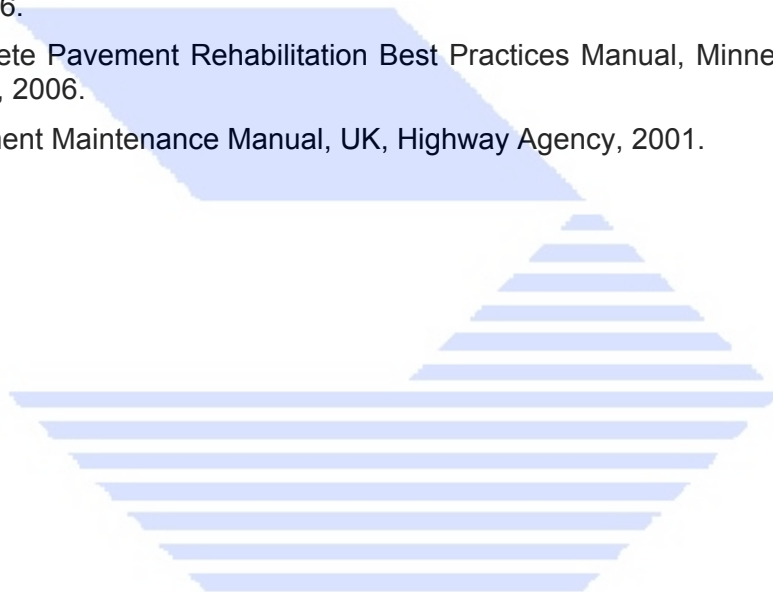 6.
ete Pavement Rehabilitation Best Practices Manual, Minne
, 2006.
ent Maintenance Manual, UK, Highway Agency, 2001.